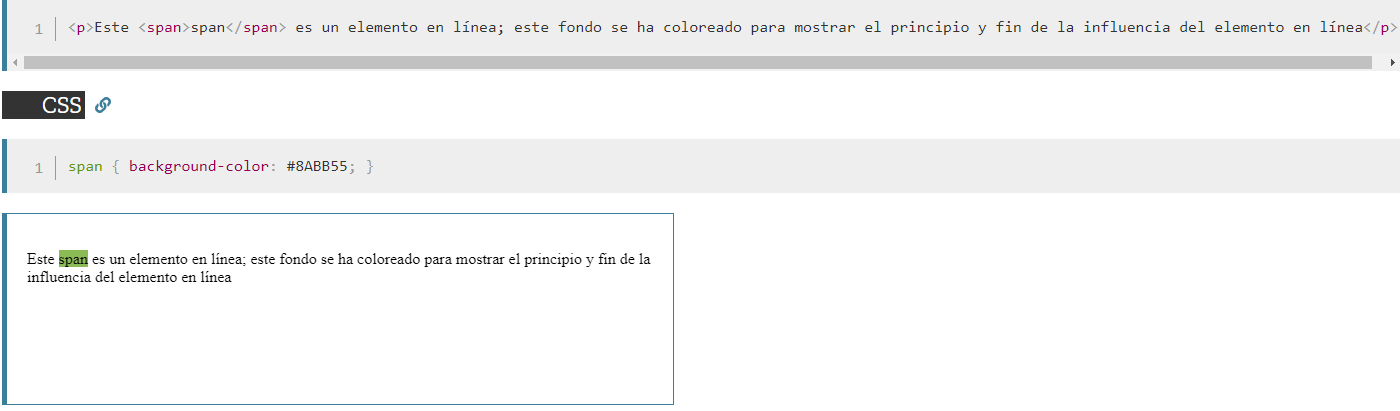 1 <p>Este <span>span</span> es un elemento en línea; este fondo se ha coloreado para mostrar el principio y fin de la influencia del elemento en línea</p>
CSS
1 span { background-color: #8ABB55; }
Este span es un elemento en línea; este fondo se ha coloreado para mostrar el principio y fin de la
influencia del elemento en línea